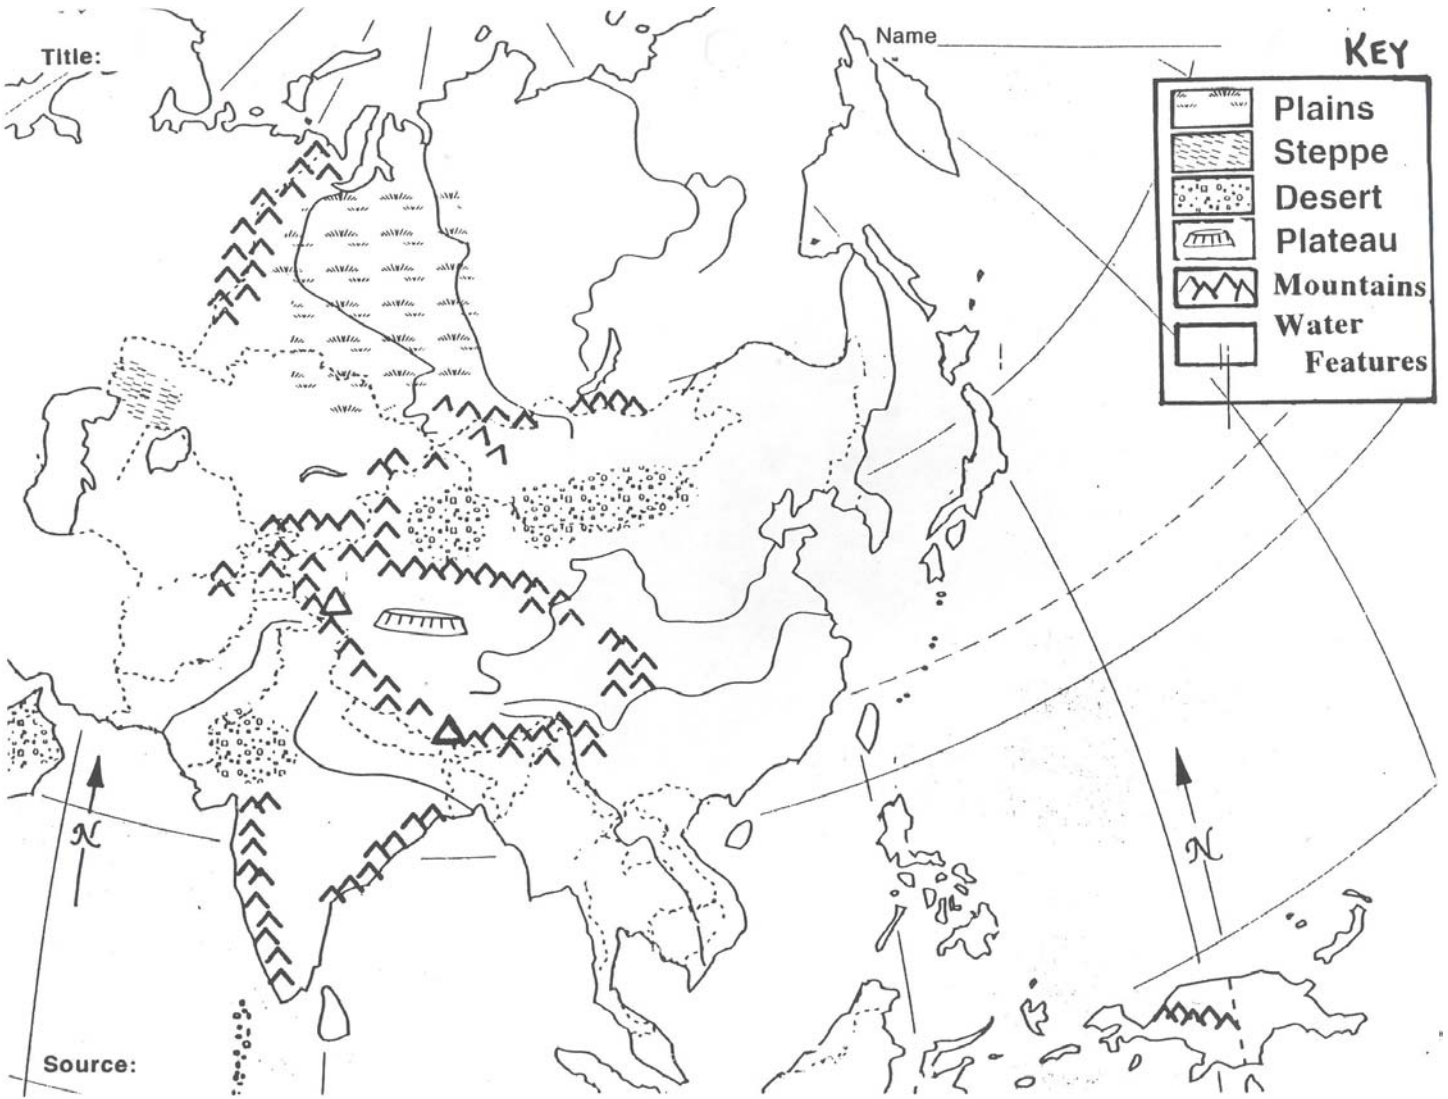 Title:
Name
KEY
Plains
Steppe
Desert
Plateau
Mountains
Water
Features
N
N
Source: